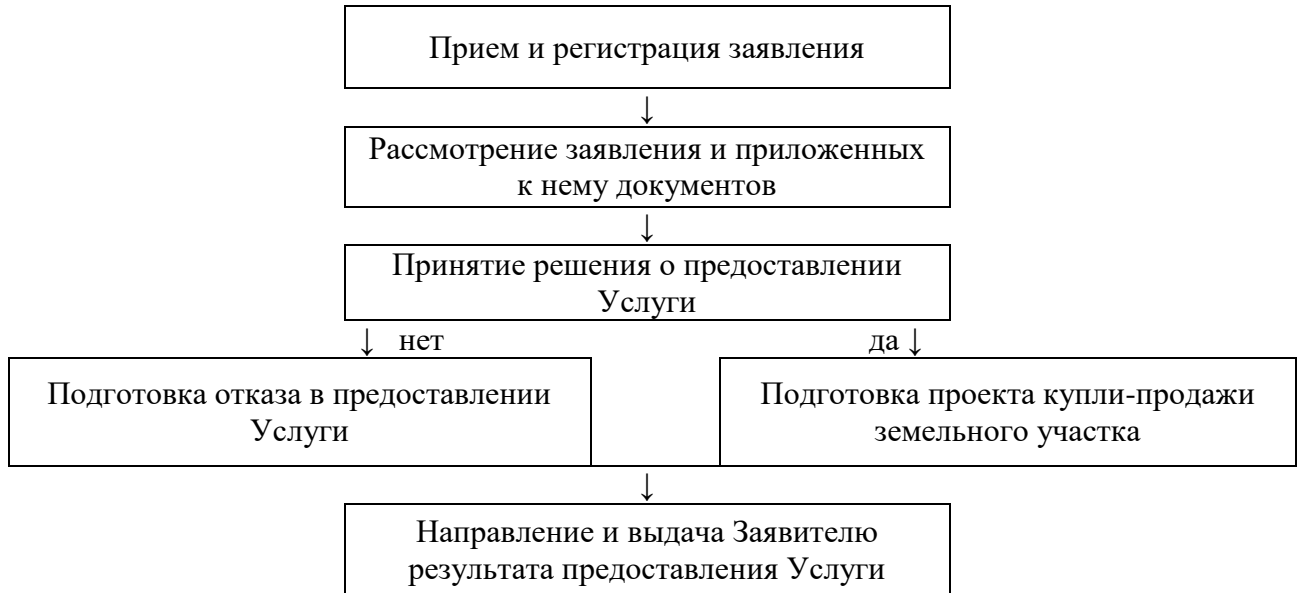 Прием и регистрация заявления
↓
Рассмотрение заявления и приложенных
к нему документов
↓
Принятие решения о предоставлении
Услуги
↓ нет
да ↓
Подготовка отказа в предоставлении
Услуги
Подготовка проекта купли-продажи
земельного участка
↓
Направление и выдача Заявителю
результата предоставления Услуги